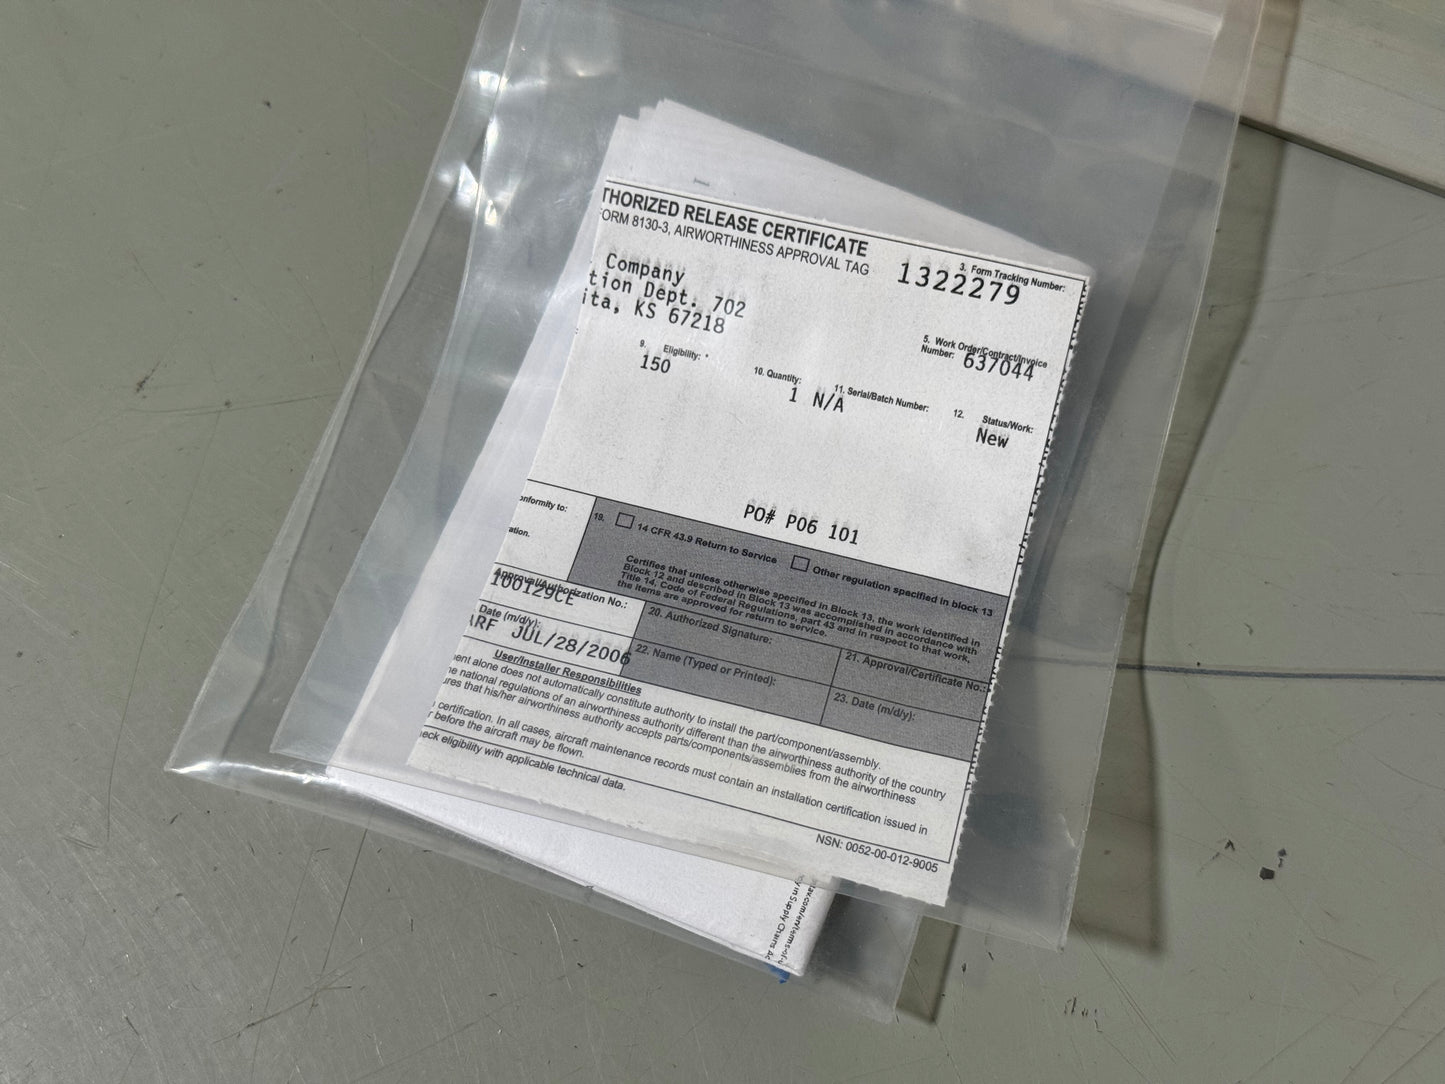 THORIZED RELEASE CERTIFICATE
ORM 8130-3, AIRWORTHINESS APPROVAL TAG
3. Form Tracking Number:
1322279
Company
tion Dept. 702
ita, KS 67218
5. Work Order/Contract/Invoice
Number: 637044
9. Eligibility: *
150
10. Quantity:
1
11. Serial/Batch Number:
N/A
12. Status/Work:
New
PO# P06 101
onformity to:
ation.
19. 14 CFR 43.9 Return to Service Other regulation specified in block 13
Certifies that unless otherwise specified in Block 13, the work identified in
Block 12 and described in Block 13 was accomplished in accordance with
Title 14, Code of Federal Regulations, part 43 and in respect to that work,
the items are approved for return to service.
Approval/Authorization No.:
100129CE
20. Authorized Signature:
21. Approval/Certificate No.:
Date (m/d/y):
ARF JUL/28/2006
22. Name (Typed or Printed):
23. Date (m/d/y):
User/Installer Responsibilities
ent alone does not automatically constitute authority to install the part/component/assembly.
he national regulations of an airworthiness authority different than the airworthiness authority of the country
ures that his/her airworthiness authority accepts parts/components/assemblies from the airworthiness
certification. In all cases, aircraft maintenance records must contain an installation certification issued in
r before the aircraft may be flown.
eck eligibility with applicable technical data.
NSN: 0052-00-012-9005
in Supply Chains Ac